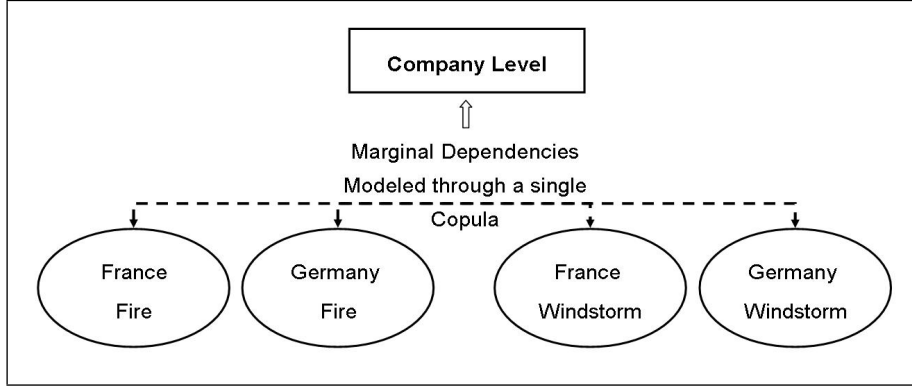 Company Level
Marginal Dependencies
Modeled through a single
Copula
France
Fire
Germany
Fire
France
Windstorm
Germany
Windstorm